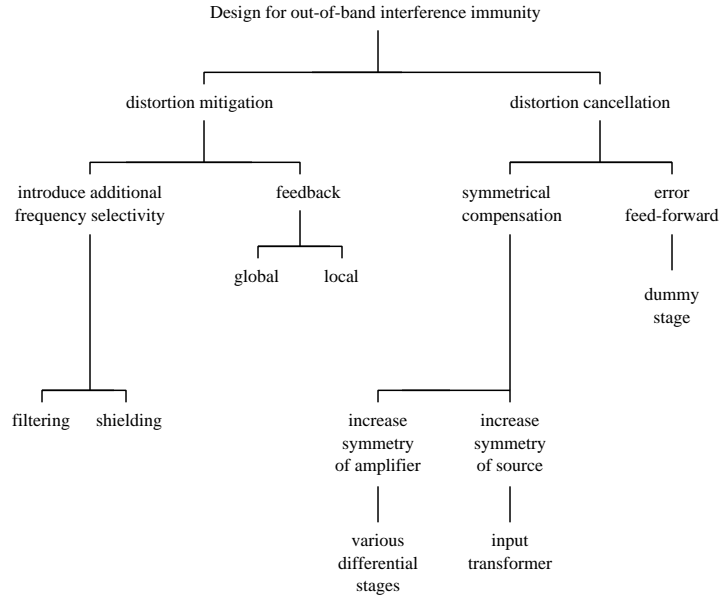 Design for out-of-band interference immunity
distortion mitigation
distortion cancellation
introduce additional
frequency selectivity
feedback
symmetrical
compensation
error
feed-forward
global
local
dummy
stage
filtering
shielding
increase
symmetry
of amplifier
increase
symmetry
of source
various
differential
stages
input
transformer